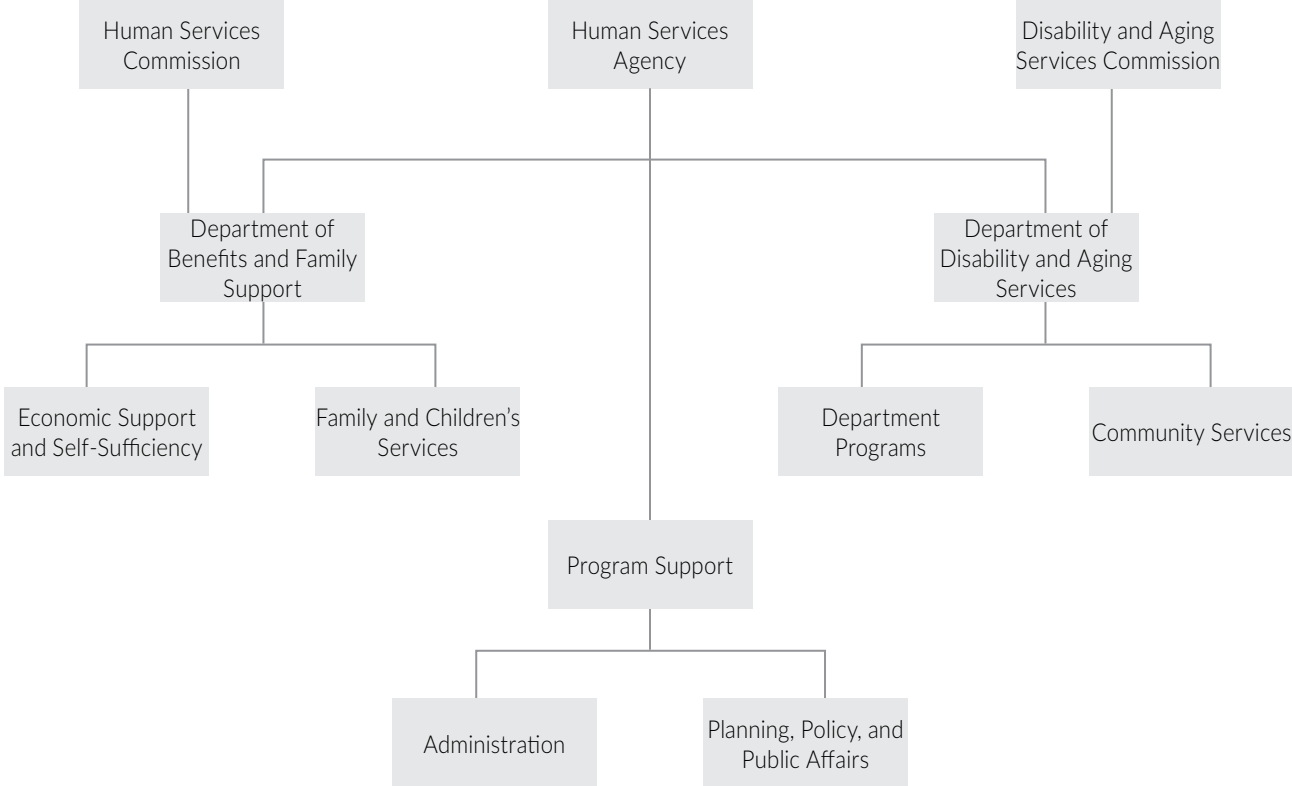 Human Services
Commission
Human Services
Agency
Disability and Aging
Services Commission
Department of
Benefits and Family
Support
Department of
Disability and Aging
Services
Economic Support
and Self-Sufficiency
Family and Children’s
Services
Department
Programs
Community Services
Program Support
Administration
Planning, Policy, and
Public Affairs